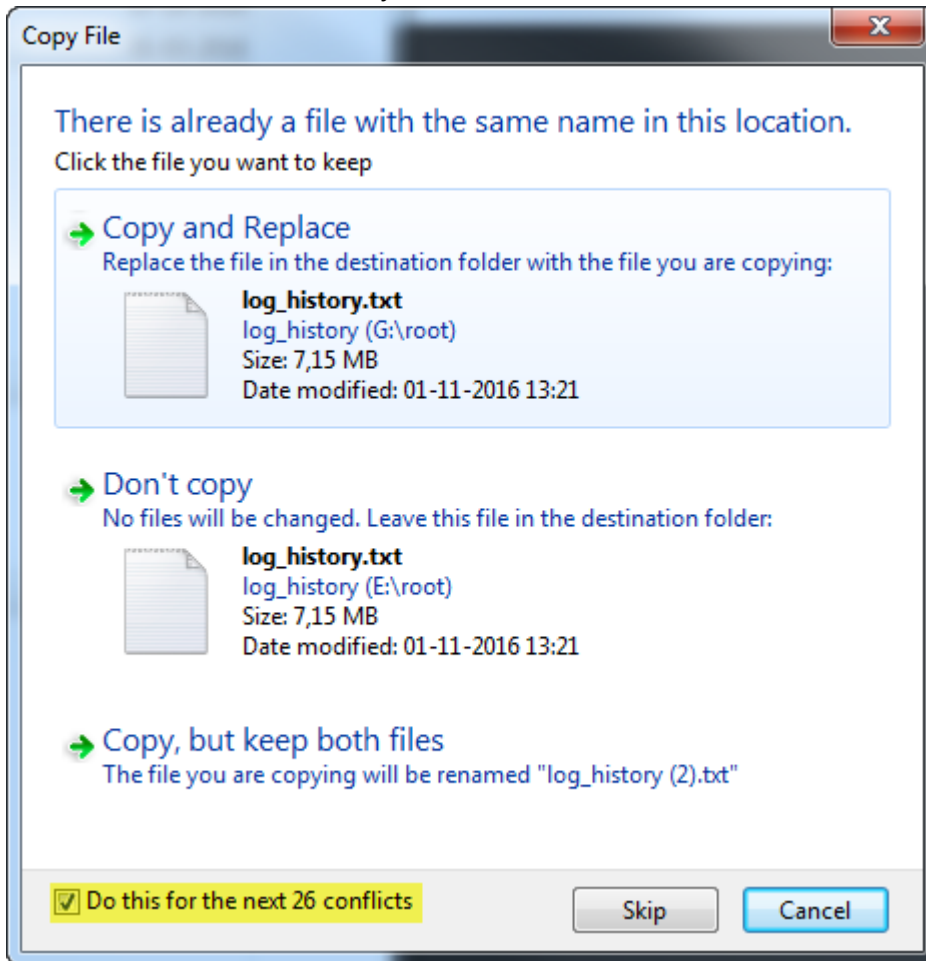 Copy File
There is already a file with the same name in this location.
Click the file you want to keep
Copy and Replace
Replace the file in the destination folder with the file you are copying:
log_history.txt
log_history (G:\root)
Size: 7,15 MB
Date modified: 01-11-2016 13:21
Don't copy
No files will be changed. Leave this file in the destination folder:
log_history.txt
log_history (E:\root)
Size: 7,15 MB
Date modified: 01-11-2016 13:21
Copy, but keep both files
The file you are copying will be renamed "log_history (2).txt"
Do this for the next 26 conflicts
Skip
Cancel